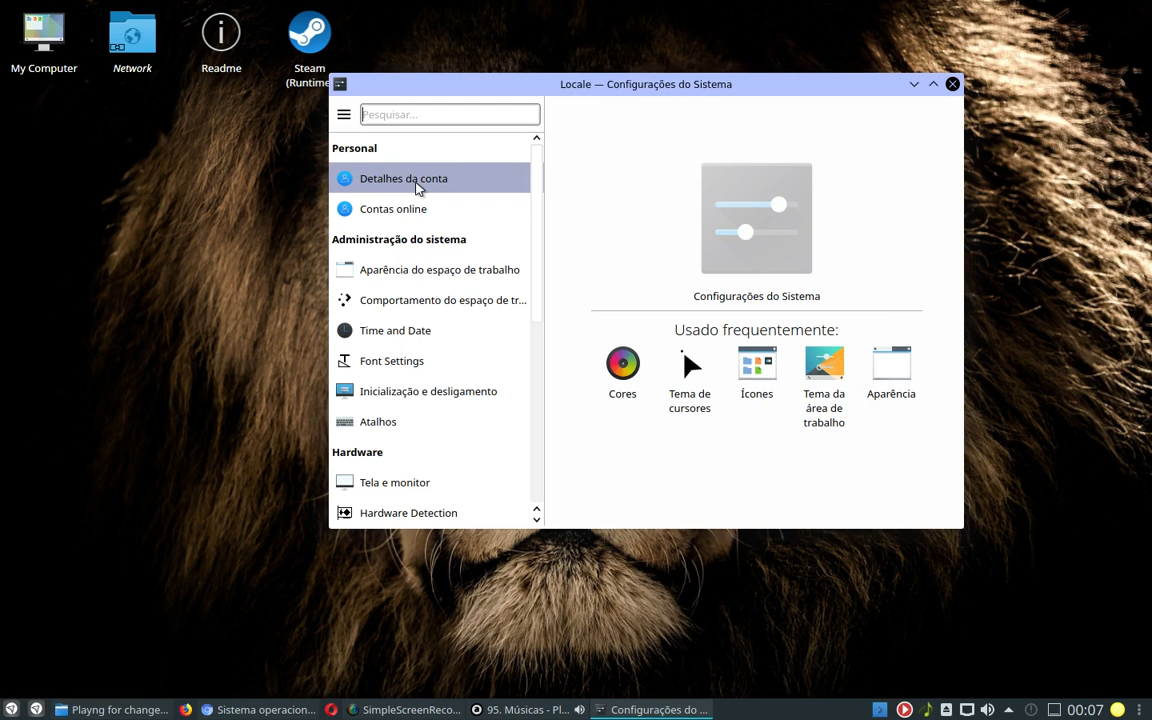 My Computer
Network
Readme
Steam
(Runtime
Locale — Configurações do Sistema
Pesquisar...
Personal
Detalhes da conta
Contas online
Administração do sistema
Aparência do espaço de trabalho
Comportamento do espaço de tr...
Time and Date
Font Settings
Inicialização e desligamento
Atalhos
Hardware
Tela e monitor
Hardware Detection
Configurações do Sistema
Usado frequentemente:
Cores
Tema de
cursores
Ícones
Tema da
área de
trabalho
Aparência
Playng for change...
Sistema operacion...
SimpleScreenReco...
95. Músicas - Pl...
Configurações do ...
00:07